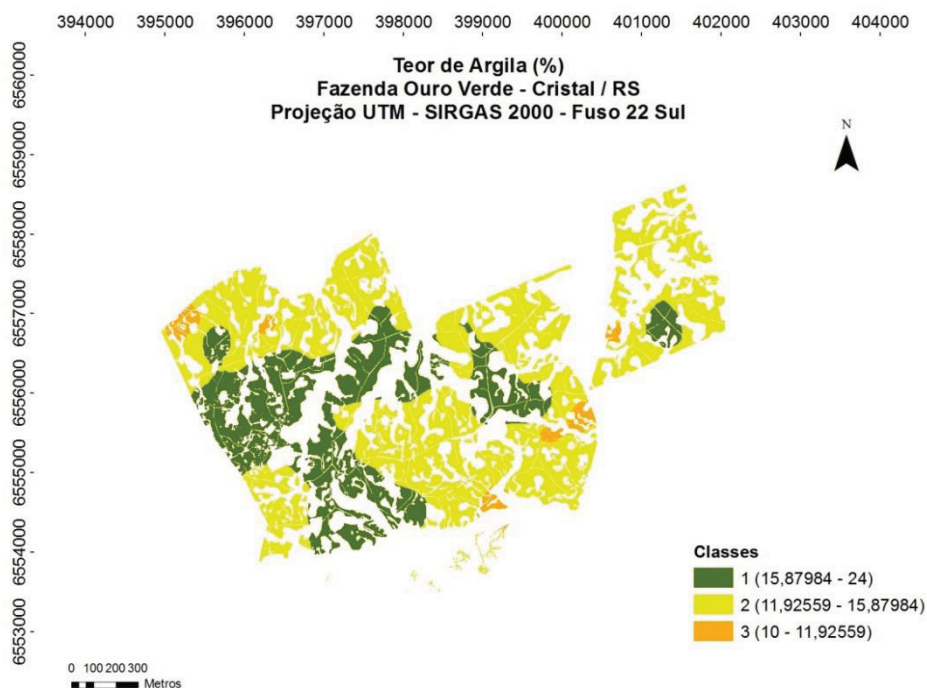 394000 395000 396000 397000 398000 399000 400000 401000 402000 403000 404000
6560000
6559000
6558000
6557000
6556000
6555000
6554000
6553000
Teor de Argila (%)
Fazenda Ouro Verde - Cristal / RS
Projeção UTM - SIRGAS 2000 - Fuso 22 Sul
N
Classes
1 (15,87984 - 24)
2 (11,92559 - 15,87984)
3 (10 - 11,92559)
0 100 200 300
Metros